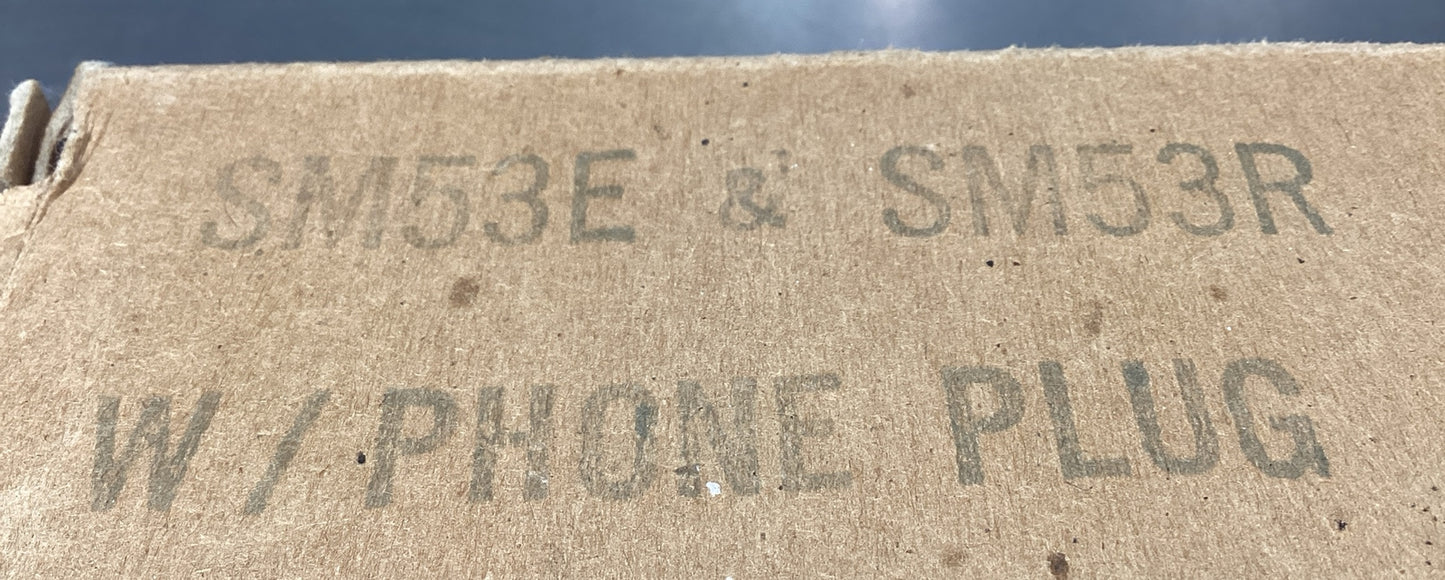 SM53E & SM53R
W/PHONE PLUG